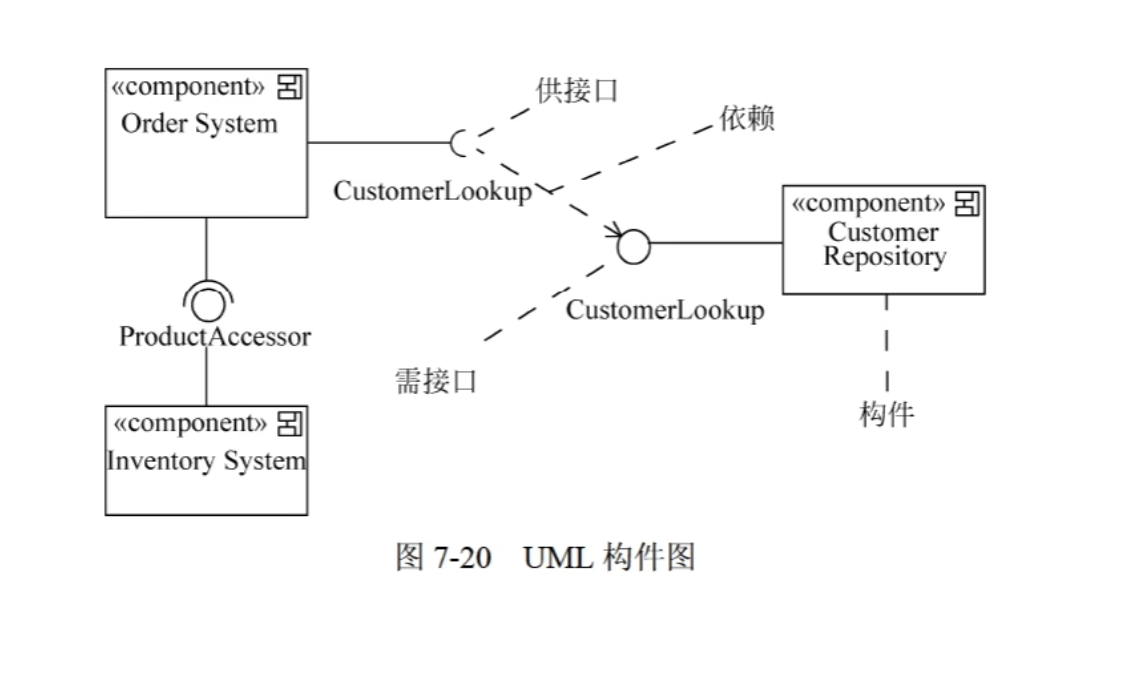 «component»
Order System
供接口
依赖
CustomerLookup
«component»
Customer
Repository
CustomerLookup
ProductAccessor
需接口
构件
«component»
Inventory System
图 7-20 UML 构件图